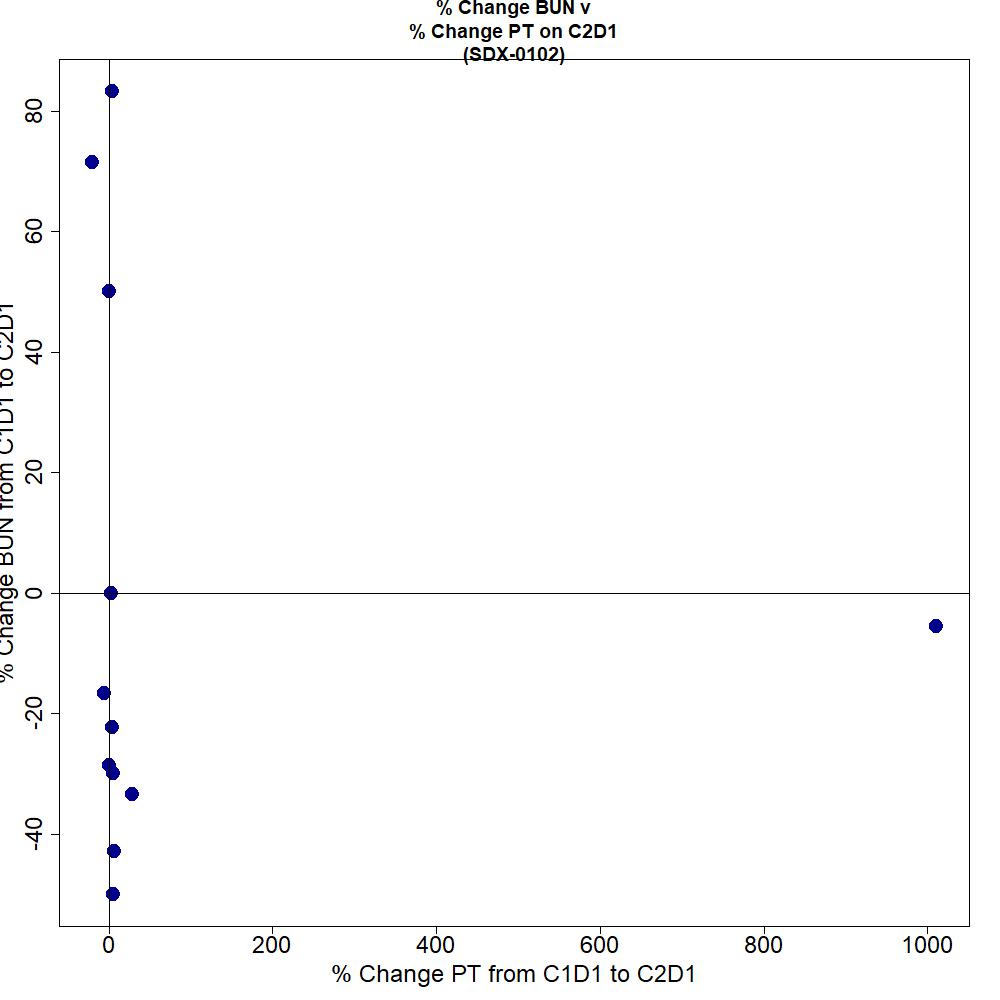 % Change BUN v
% Change PT on C2D1
(SDX-0102)
% Change BUN from C1D1 to C2D1
80
60
40
20
0
-20
-40
0 200 400 600 800 1000
% Change PT from C1D1 to C2D1